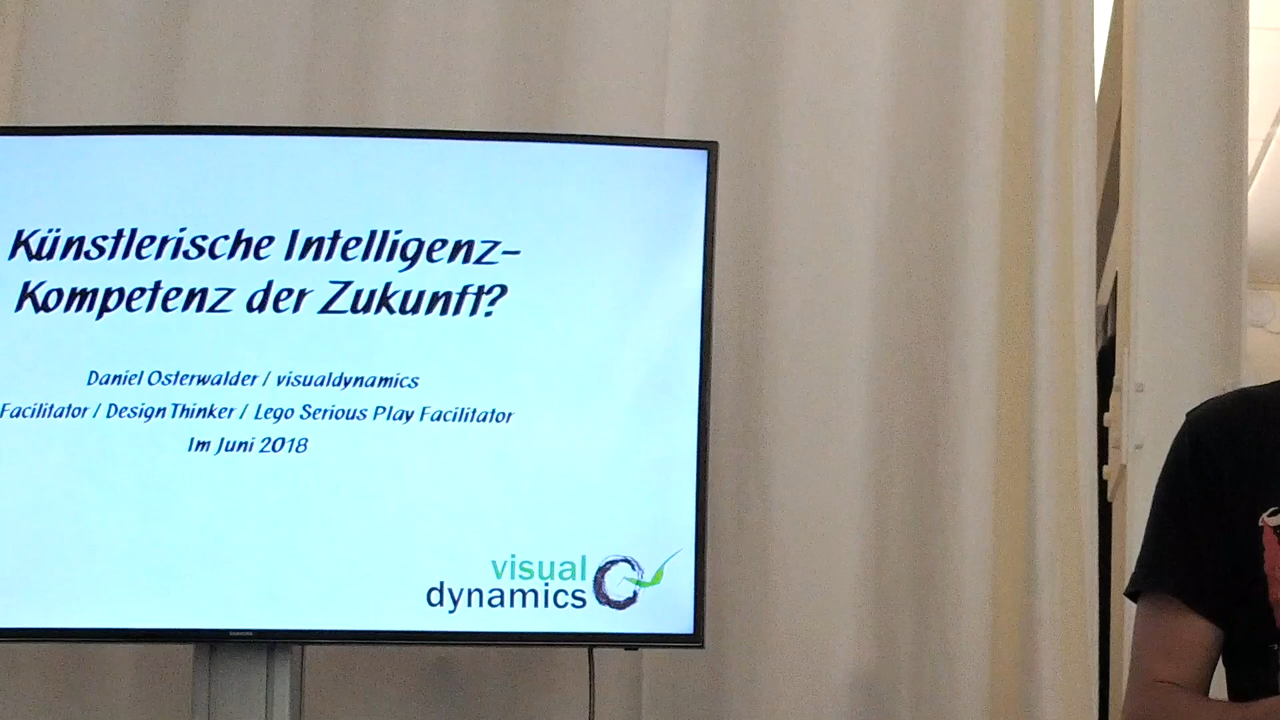 Künstlerische Intelligenz-
Kompetenz der Zukunft?
Daniel Osterwalder / visualdynamics
Facilitator / Design Thinker / Lego Serious Play Facilitator
Im Juni 2018
visual
dynamics
SAMSUNG